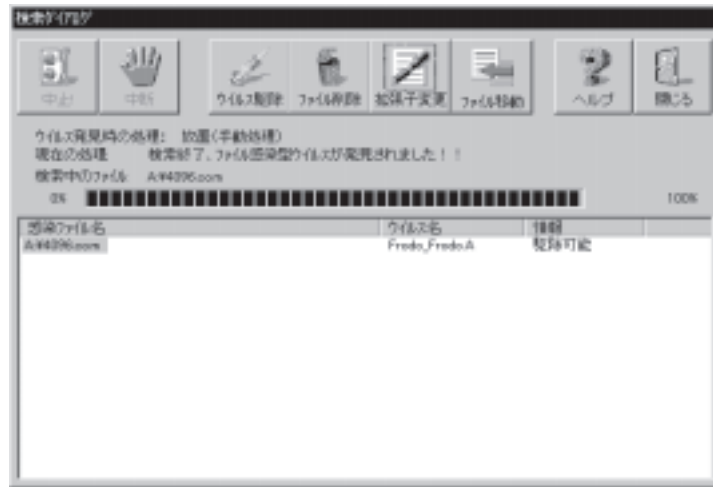 検索ダイアログ
中止 中断 ウイルス駆除 ファイル削除 拡張子変更 ファイル移動 ヘルプ 閉じる
ウイルス発見時の処理: 放置(手動処理)
現在の処理 検索終了、ファイル感染型ウイルスが発見されました!!
検索中のファイル A:¥4096.com
0% 100%
感染ファイル名 ウイルス名 情報
A:¥4096.com Frodo_Frodo.A 駆除可能